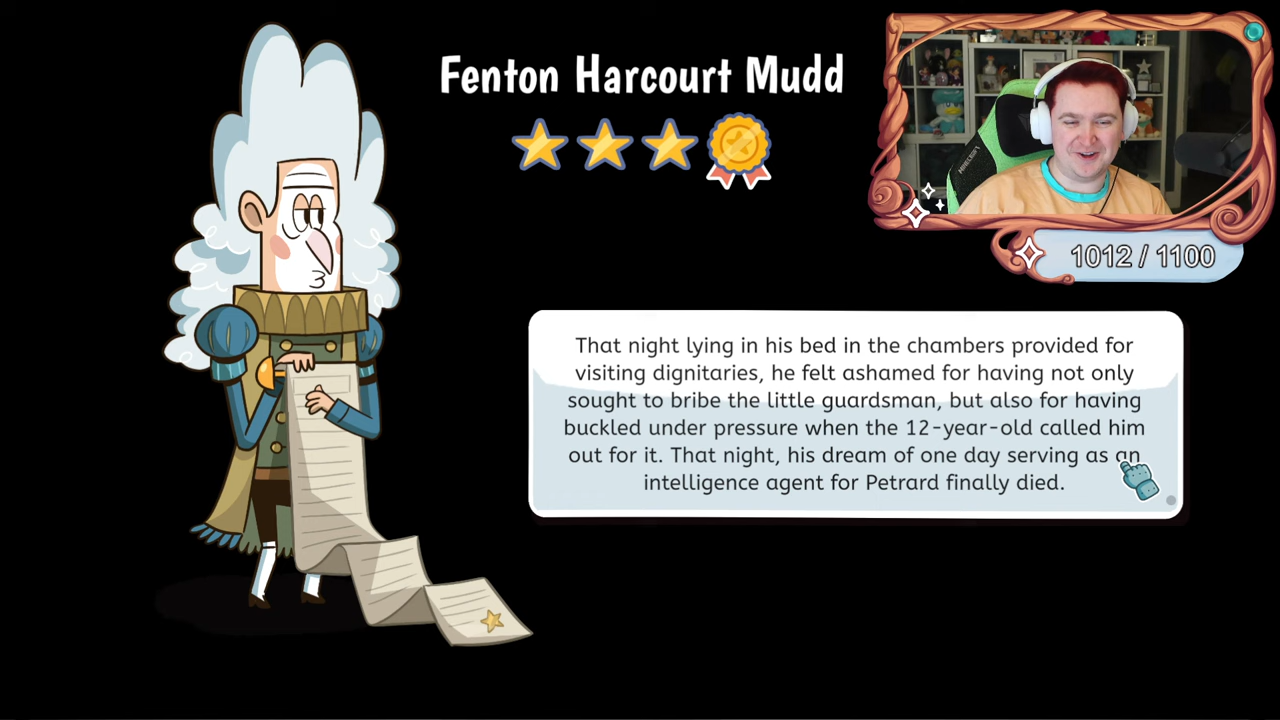 Fenton Harcourt Mudd
1012 / 1100
That night lying in his bed in the chambers provided for
visiting dignitaries, he felt ashamed for having not only
sought to bribe the little guardsman, but also for having
buckled under pressure when the 12-year-old called him
out for it. That night, his dream of one day serving as an
intelligence agent for Petrard finally died.
MINECRAFT